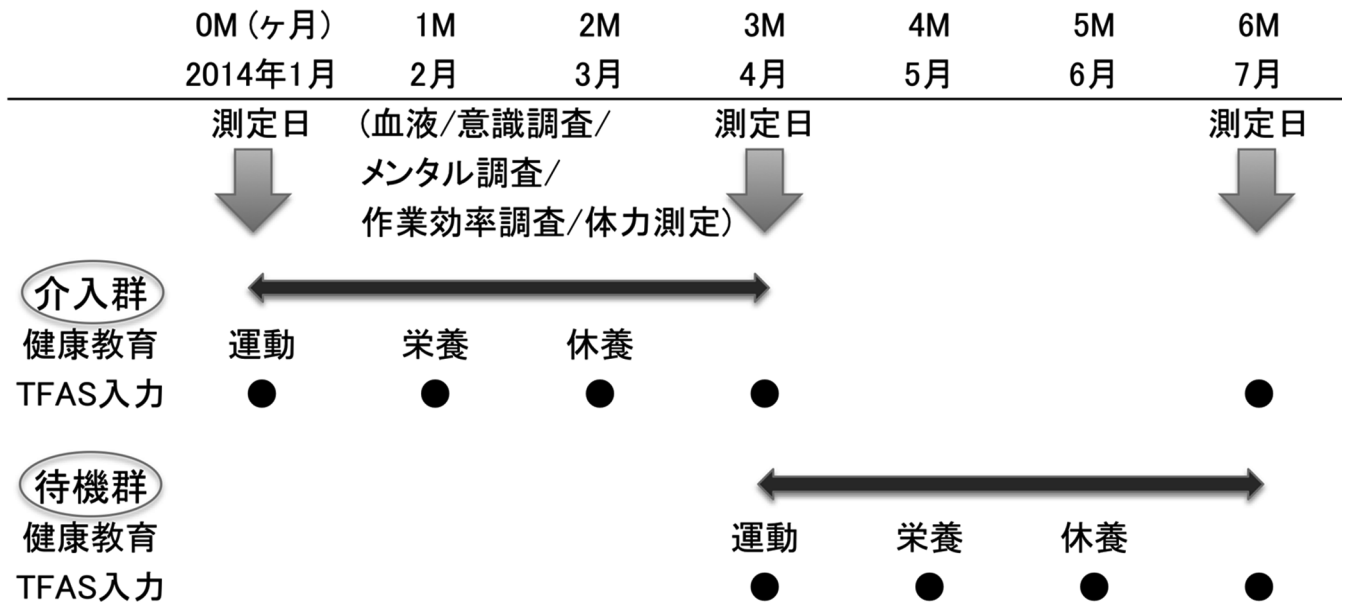 0M (ヶ月) 1M 2M 3M 4M 5M 6M
2014年1月 2月 3月 4月 5月 6月 7月
測定日 (血液/意識調査/ 測定日 測定日
メンタル調査/
作業効率調査/体力測定)
介入群
健康教育 運動 栄養 休養
TFAS入力 ● ● ● ● ●
待機群
健康教育 運動 栄養 休養
TFAS入力 ● ● ● ●